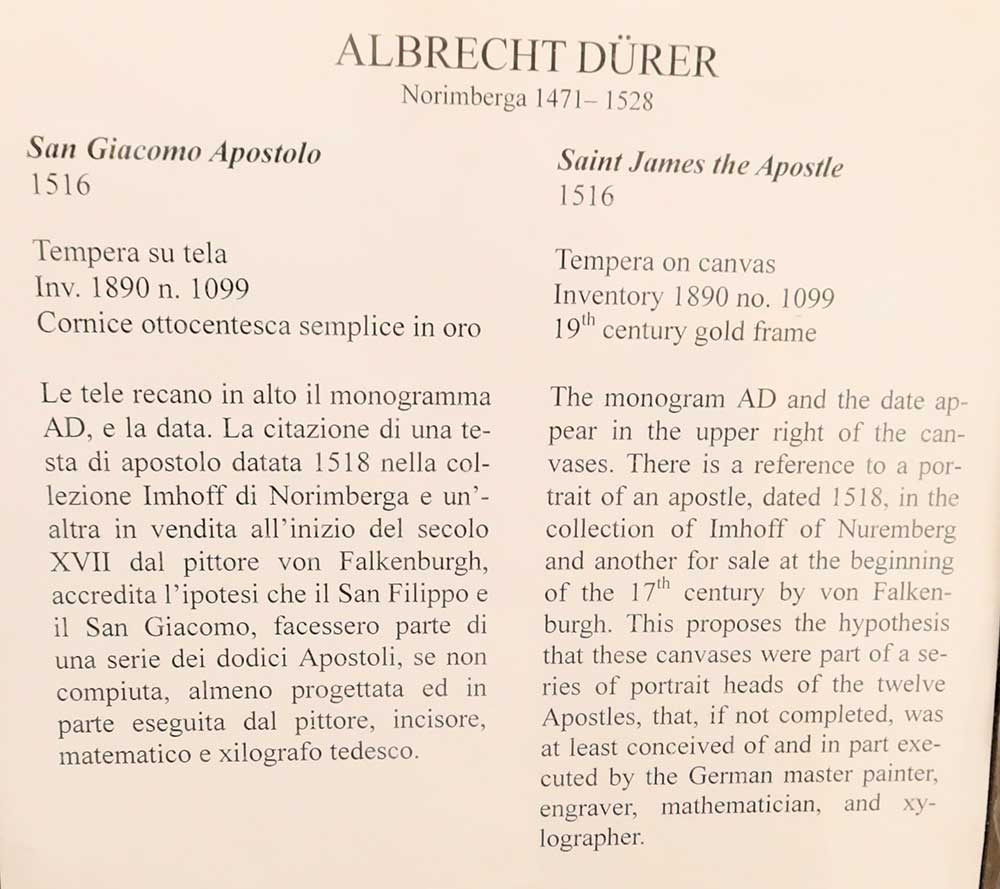 ALBRECHT DÜRER
Norimberga 1471– 1528
San Giacomo Apostolo
1516
Tempera su tela
Inv. 1890 n. 1099
Cornice ottocentesca semplice in oro
Le tele recano in alto il monogramma
AD, e la data. La citazione di una te-
sta di apostolo datata 1518 nella col-
lezione Imhoff di Norimberga e un’-
altra in vendita all’inizio del secolo
XVII dal pittore von Falkenburgh,
accredita l’ipotesi che il San Filippo e
il San Giacomo, facessero parte di
una serie dei dodici Apostoli, se non
compiuta, almeno progettata ed in
parte eseguita dal pittore, incisore,
matematico e xilografo tedesco.
Saint James the Apostle
1516
Tempera on canvas
Inventory 1890 no. 1099
19th century gold frame
The monogram AD and the date ap-
pear in the upper right of the can-
vases. There is a reference to a por-
trait of an apostle, dated 1518, in the
collection of Imhoff of Nuremberg
and another for sale at the beginning
of the 17th century by von Falken-
burgh. This proposes the hypothesis
that these canvases were part of a se-
ries of portrait heads of the twelve
Apostles, that, if not completed, was
at least conceived of and in part exe-
cuted by the German master painter,
engraver, mathematician, and xy-
lographer.